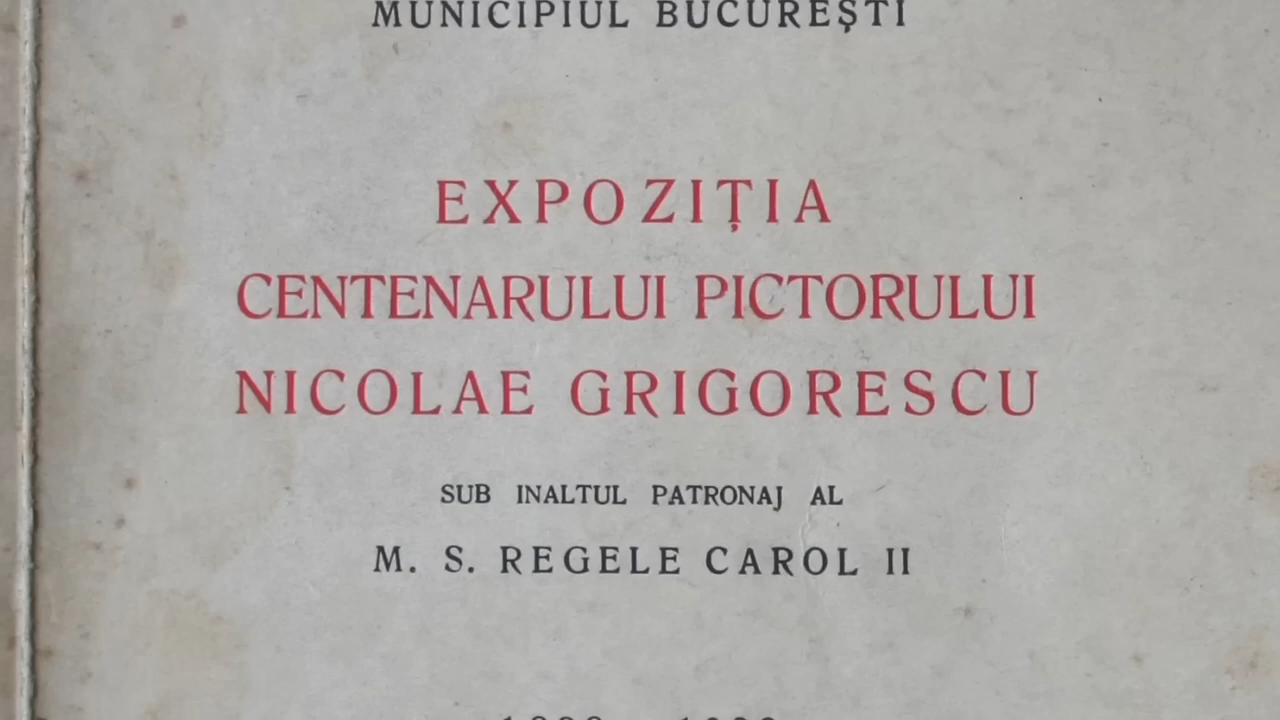 MUNICIPIUL BUCUREŞTI
EXPOZIŢIA
CENTENARULUI PICTORULUI
NICOLAE GRIGORESCU
SUB INALTUL PATRONAJ AL
M. S. REGELE CAROL II